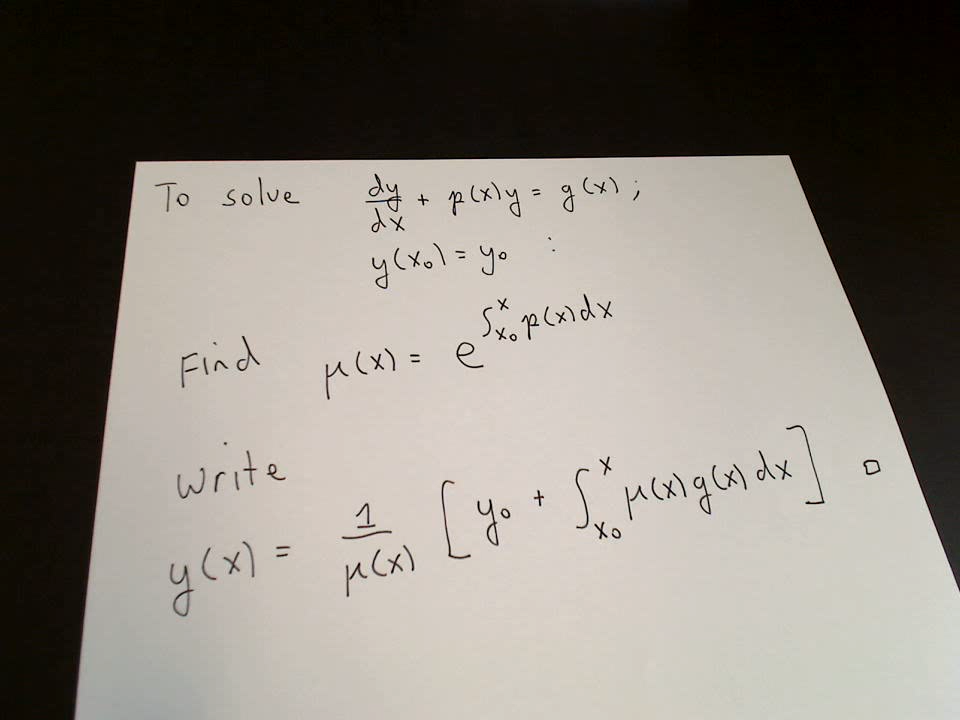 To solve dy/dx + p(x)y = g(x) ;
y(x₀) = y₀ :
Find μ(x) = e^{∫_{x₀}^{x} p(x)dx}
Write
y(x) = 1/μ(x) [ y₀ + ∫_{x₀}^{x} μ(x)g(x)dx ] □